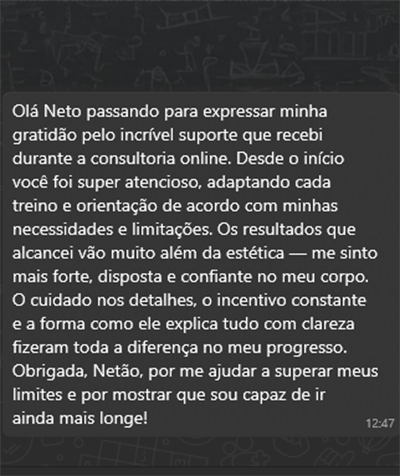 Olá Neto passando para expressar minha
gratidão pelo incrível suporte que recebi
durante a consultoria online. Desde o início
você foi super atencioso, adaptando cada
treino e orientação de acordo com minhas
necessidades e limitações. Os resultados que
alcancei vão muito além da estética — me sinto
mais forte, disposta e confiante no meu corpo.
O cuidado nos detalhes, o incentivo constante
e a forma como ele explica tudo com clareza
fizeram toda a diferença no meu progresso.
Obrigada, Netão, por me ajudar a superar meus
limites e por mostrar que sou capaz de ir
ainda mais longe!
12:47